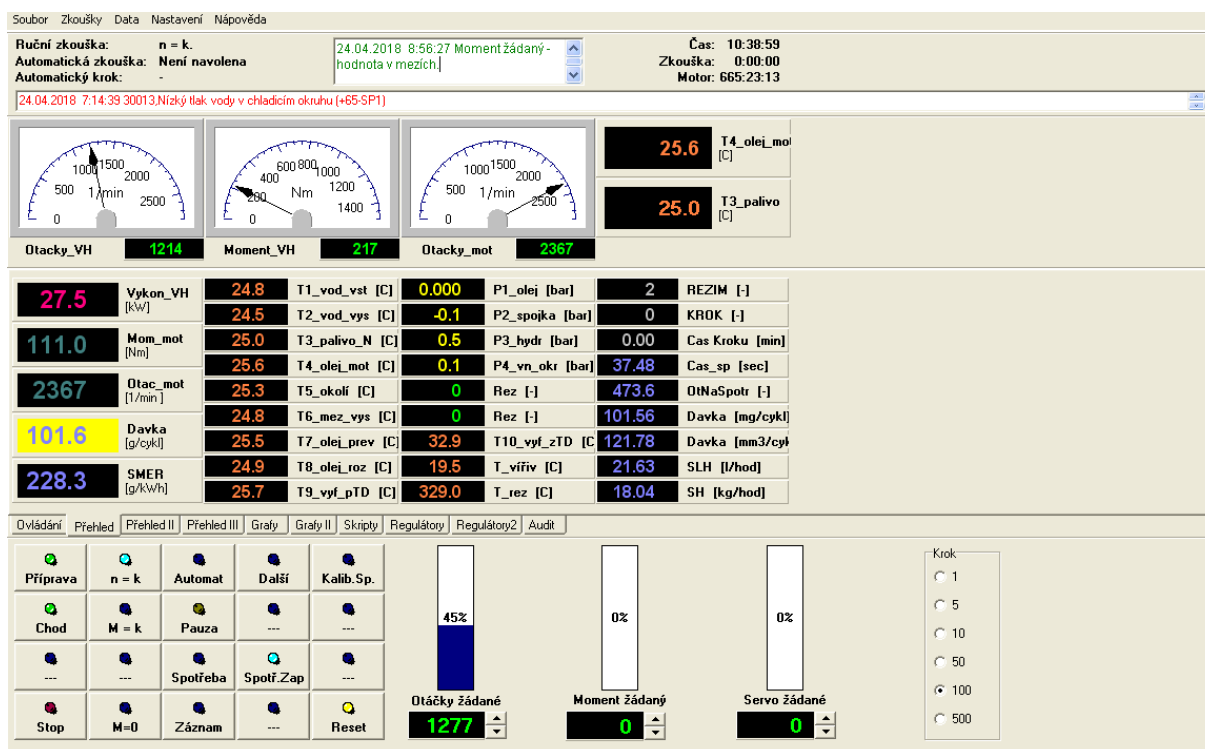 Soubor Zkoušky Data Nastavení Nápověda
Ruční zkouška: n = k.
Automatická zkouška: Není navolena
Automatický krok: -
24.04.2018 8:56:27 Moment žádaný -
hodnota v mezích.
Čas: 10:38:59
Zkouška: 0:00:00
Motor: 665:23:13
24.04.2018 7:14:39 30013,Nízký tlak vody v chladicím okruhu (+65-SP1)
0 500 1000 1500 2000 2500 1/min
0 200 400 600 800 1000 1200 1400 Nm
0 500 1000 1500 2000 2500 1/min
Otacky_VH 1214
Moment_VH 217
Otacky_mot 2367
25.6 T4_olej_mo
[C]
25.0 T3_palivo
[C]
27.5 Vykon_VH
[kW]
111.0 Mom_mot
[Nm]
2367 Otac_mot
[1/min ]
101.6 Davka
[g/cykl]
228.3 SMER
[g/kWh]
24.8 T1_vod_vst [C] 0.000 P1_olej [bar] 2 REZIM [-]
24.5 T2_vod_vys [C] -0.1 P2_spojka [bar] 0 KROK [-]
25.0 T3_palivo_N [C] 0.5 P3_hydr [bar] 0.00 Cas Kroku [min]
25.6 T4_olej_mot [C] 0.1 P4_vn_okr [bar] 37.48 Cas_sp [sec]
25.3 T5_okolí [C] 0 Rez [-] 473.6 OtNaSpotr [-]
24.8 T6_mez_vys [C] 0 Rez [-] 101.56 Davka [mg/cykl]
25.5 T7_olej_prev [C] 32.9 T10_vyf_zTD [C 121.78 Davka [mm3/cyk
24.9 T8_olej_roz [C] 19.5 T_vířiv [C] 21.63 SLH [l/hod]
25.7 T9_vyf_pTD [C] 329.0 T_rez [C] 18.04 SH [kg/hod]
Ovládání Přehled Přehled II Přehled III Grafy Grafy II Skripty Regulátory Regulátory2 Audit
Příprava n = k Automat Další Kalib.Sp.
Chod M = k Pauza --- ---
--- --- Spotřeba Spotř.Zap ---
Stop M=0 Záznam --- Reset
45%
Otáčky žádané
1277
0%
Moment žádaný
0
0%
Servo žádané
0
Krok
1
5
10
50
100
500